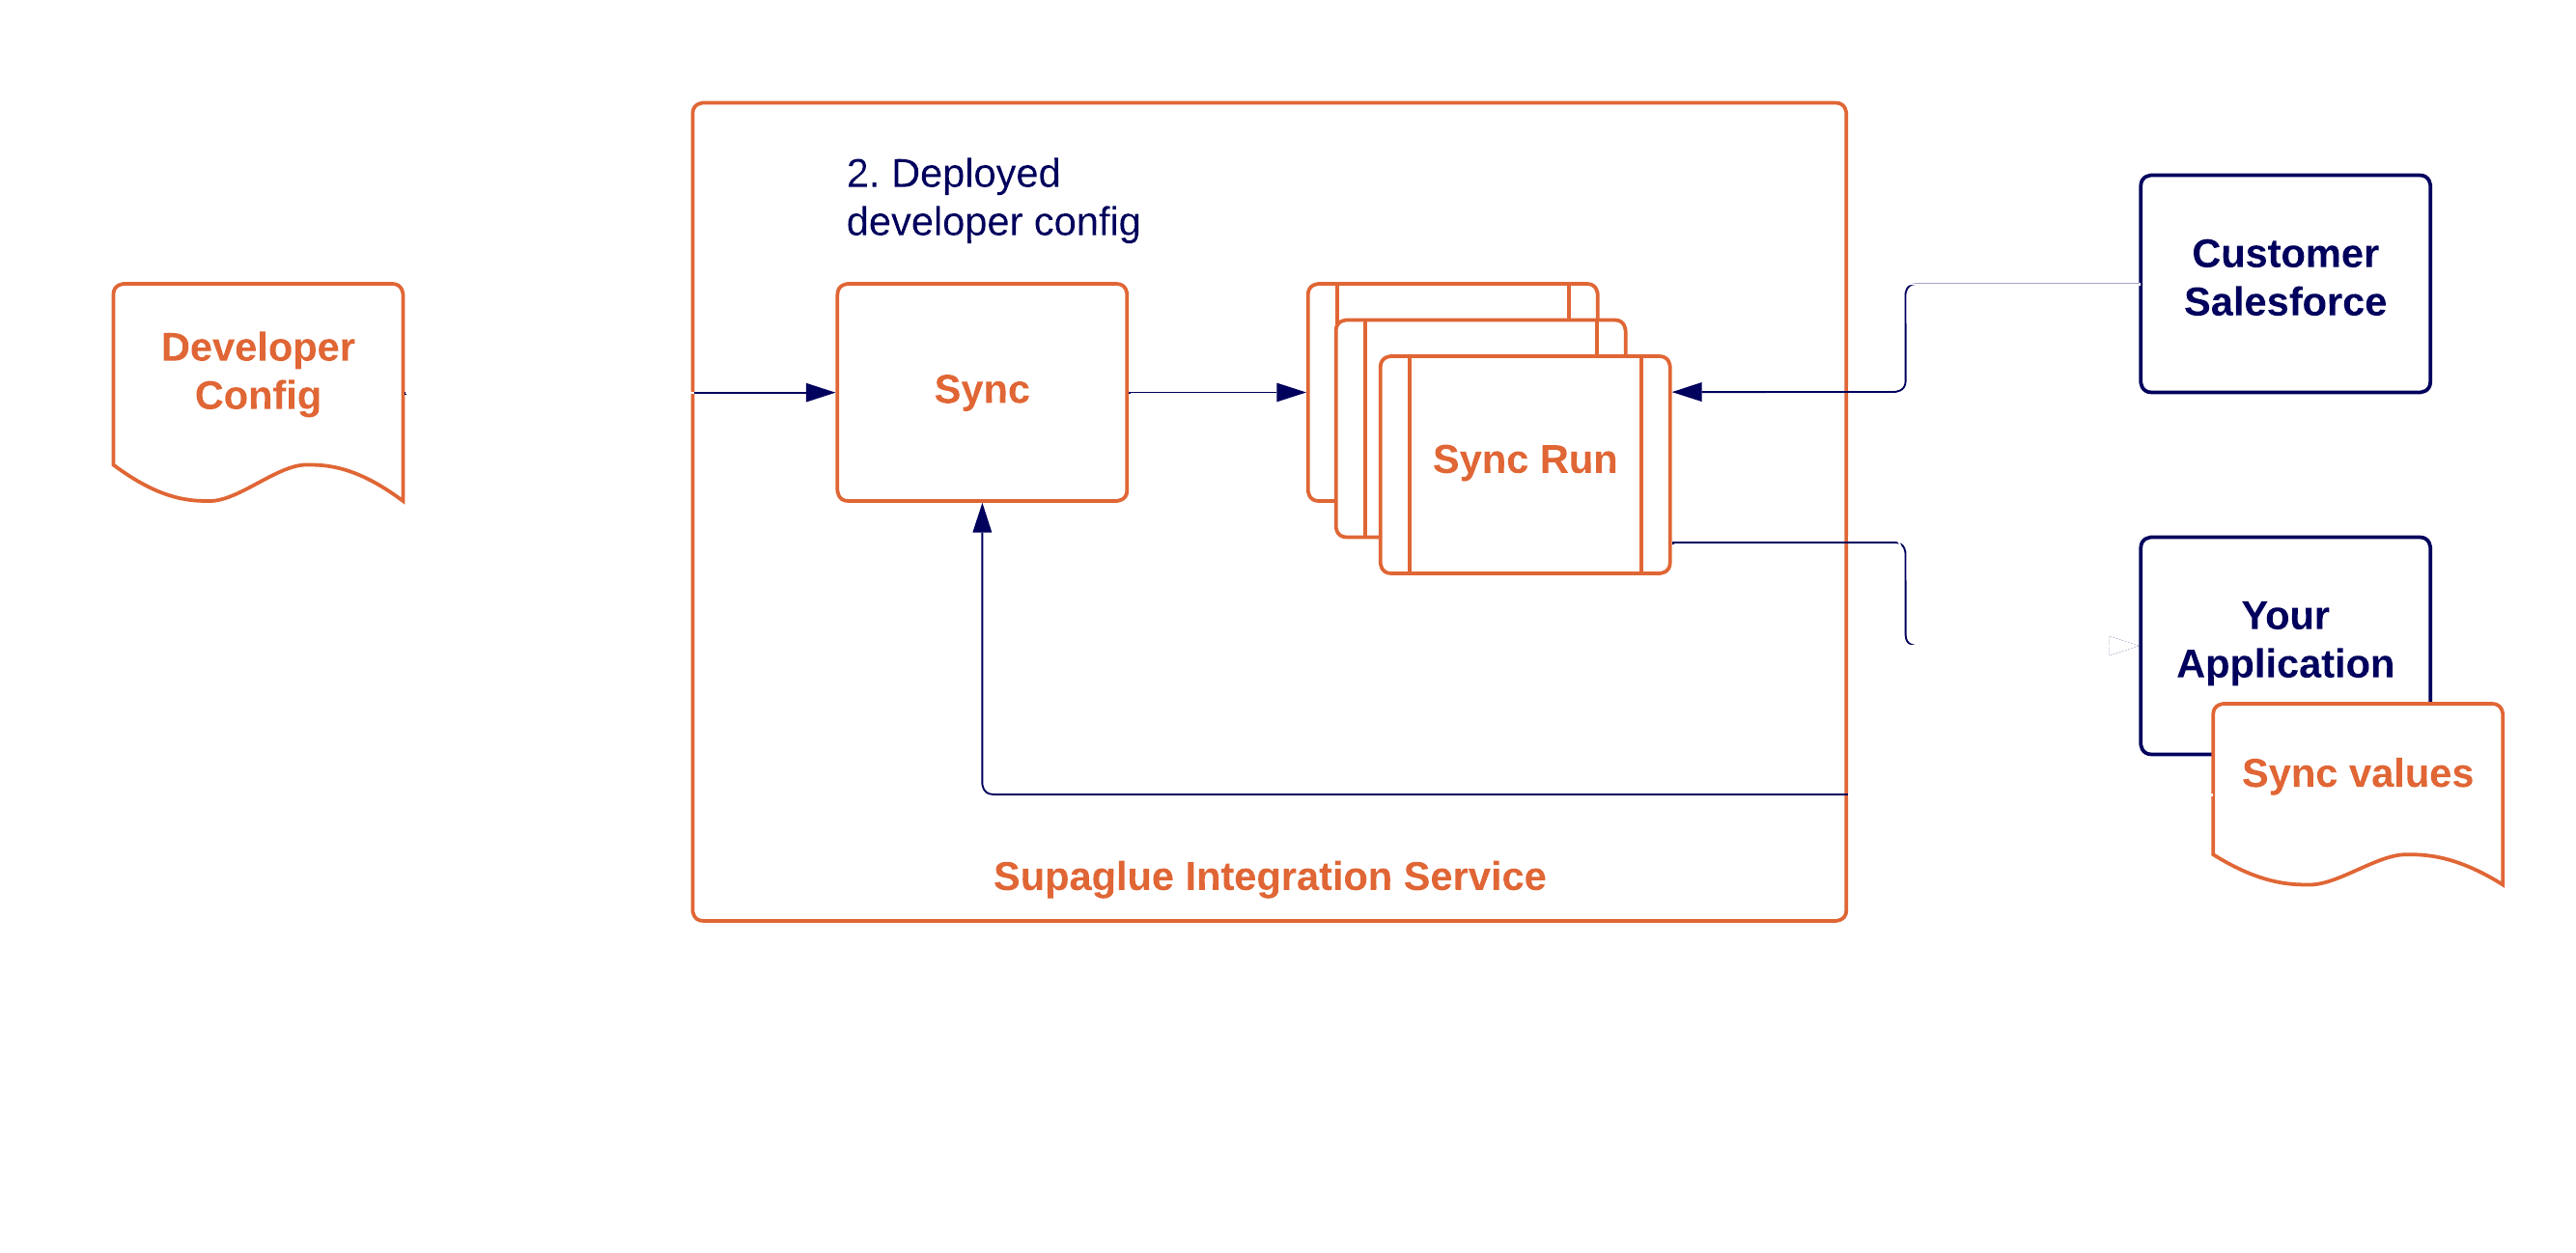 2. Deployed
developer config
Developer
Config
Sync
Sync Run
Customer
Salesforce
Your
Application
Sync values
Supaglue Integration Service